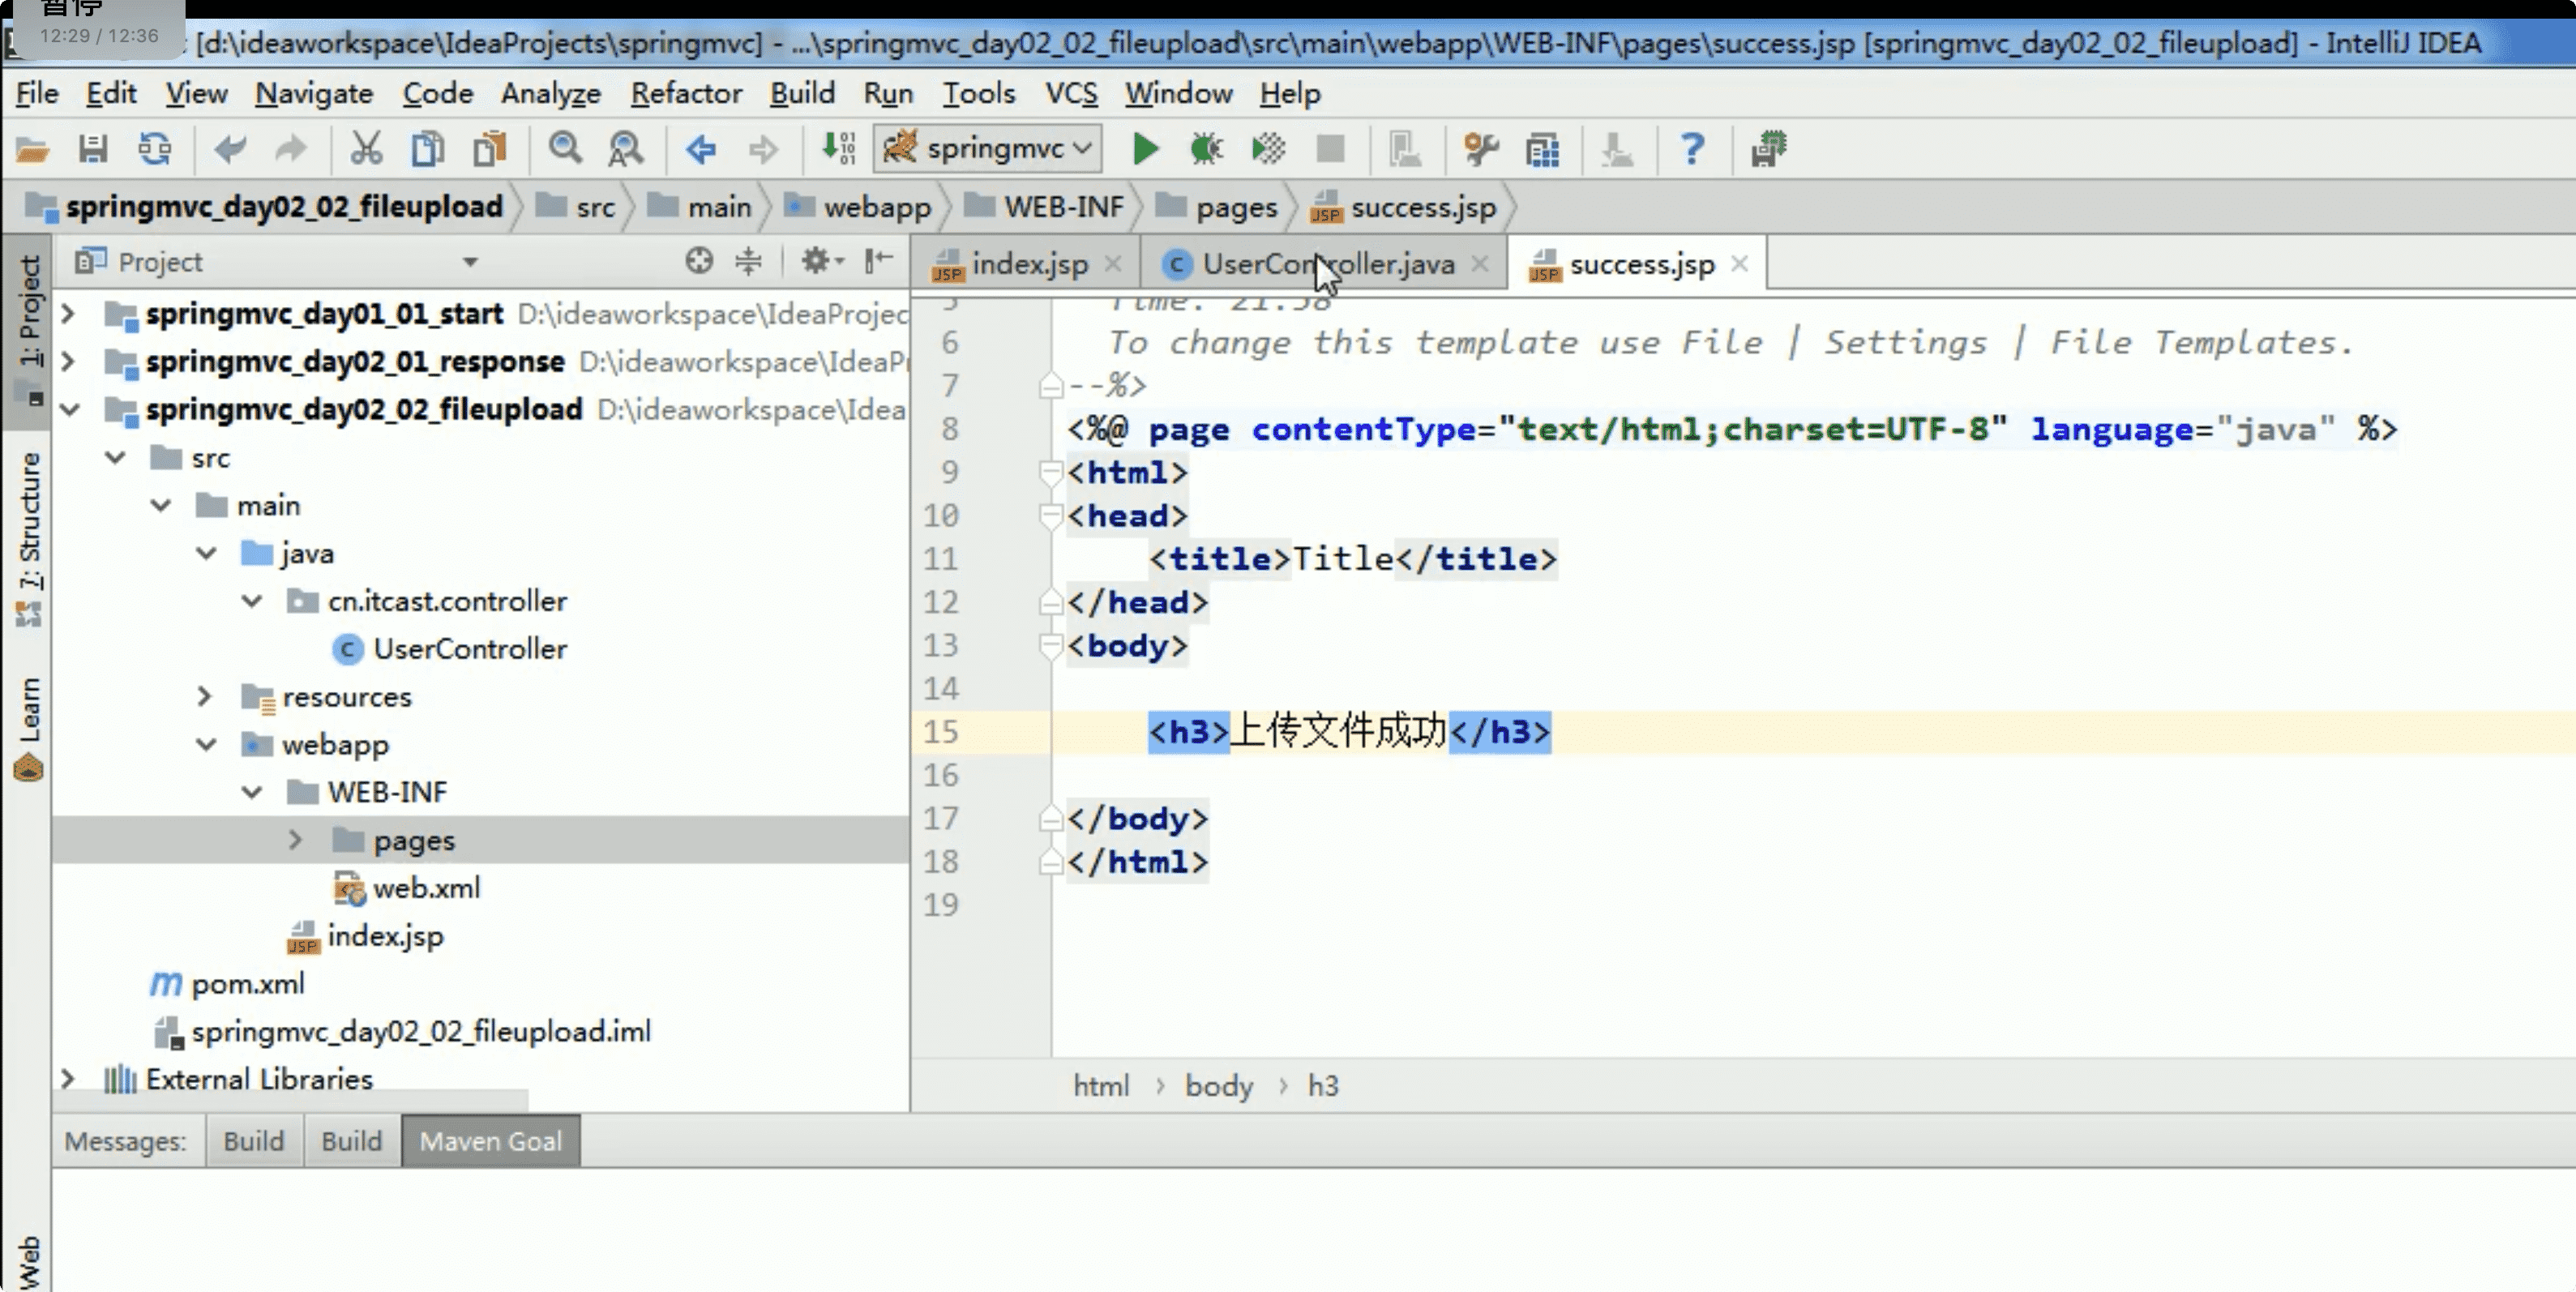 暂停
12:29 / 12:36
[d:\ideaworkspace\IdeaProjects\springmvc] - ...\springmvc_day02_02_fileupload\src\main\webapp\WEB-INF\pages\success.jsp [springmvc_day02_02_fileupload] - IntelliJ IDEA
File Edit View Navigate Code Analyze Refactor Build Run Tools VCS Window Help
springmvc
springmvc_day02_02_fileupload src main webapp WEB-INF pages success.jsp
1: Project
7: Structure
Learn
Web
Project
springmvc_day01_01_start D:\ideaworkspace\IdeaProjec
springmvc_day02_01_response D:\ideaworkspace\IdeaPr
springmvc_day02_02_fileupload D:\ideaworkspace\Idea
src
main
java
cn.itcast.controller
UserController
resources
webapp
WEB-INF
pages
web.xml
index.jsp
pom.xml
springmvc_day02_02_fileupload.iml
External Libraries
index.jsp UserController.java success.jsp
5 Time: 21:58
6 To change this template use File | Settings | File Templates.
7 --%>
8 <%@ page contentType="text/html;charset=UTF-8" language="java" %>
9 <html>
10 <head>
11 <title>Title</title>
12 </head>
13 <body>
14
15 <h3>上传文件成功</h3>
16
17 </body>
18 </html>
19
html › body › h3
Messages: Build Build Maven Goal